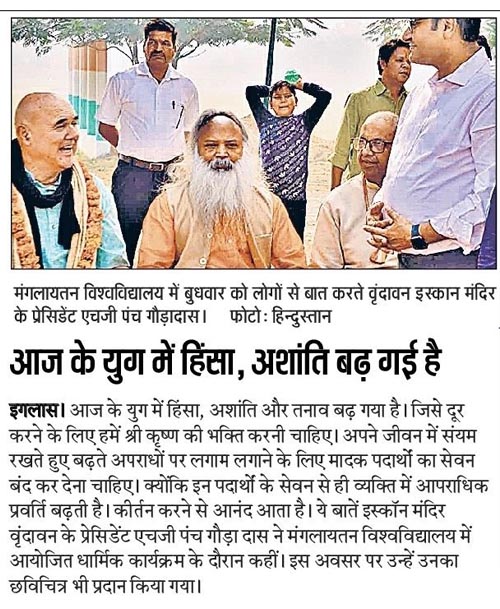 मंगलायतन विश्वविद्यालय में बुधवार को लोगों से बात करते वृंदावन इस्कान मंदिर
के प्रेसिडेंट एचजी पंच गौड़ादास। फोटो: हिन्दुस्तान
आज के युग में हिंसा, अशांति बढ़ गई है
इगलास। आज के युग में हिंसा, अशांति और तनाव बढ़ गया है। जिसे दूर
करने के लिए हमें श्री कृष्ण की भक्ति करनी चाहिए। अपने जीवन में संयम
रखते हुए बढ़ते अपराधों पर लगाम लगाने के लिए मादक पदार्थों का सेवन
बंद कर देना चाहिए। क्योंकि इन पदार्थों के सेवन से ही व्यक्ति में आपराधिक
प्रवर्ति बढ़ती है। कीर्तन करने से आनंद आता है। ये बातें इस्कॉन मंदिर
वृंदावन के प्रेसिडेंट एचजी पंच गौड़ा दास ने मंगलायतन विश्वविद्यालय में
आयोजित धार्मिक कार्यक्रम के दौरान कहीं। इस अवसर पर उन्हें उनका
छविचित्र भी प्रदान किया गया।